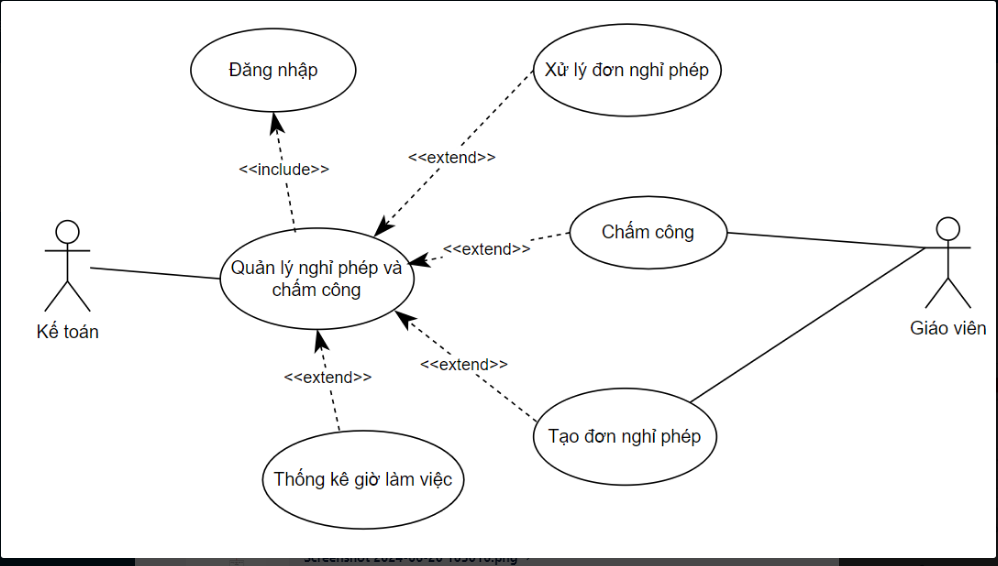 Đăng nhập
Xử lý đơn nghỉ phép
<<extend>>
<<include>>
Chấm công
<<extend>>
Quản lý nghỉ phép và
chấm công
Kế toán
Giáo viên
<<extend>>
<<extend>>
Tạo đơn nghỉ phép
Thống kê giờ làm việc